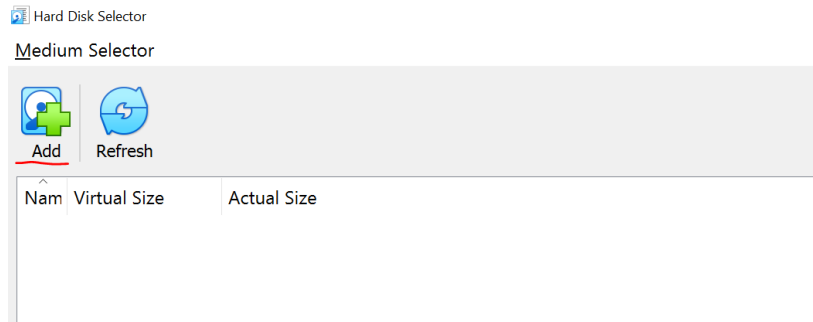 Hard Disk Selector
Medium Selector
Add Refresh
Nam Virtual Size Actual Size